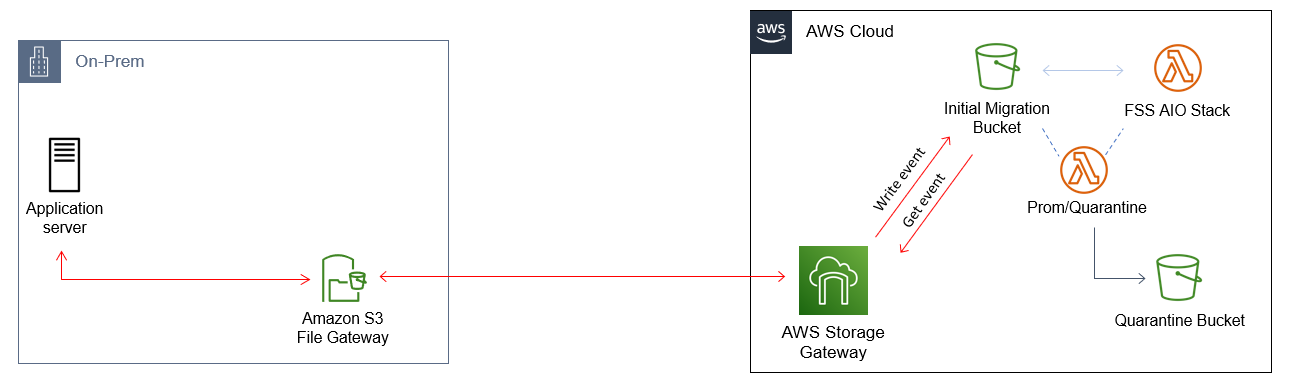 On-Prem
Application
server
Amazon S3
File Gateway
aws
AWS Cloud
Initial Migration
Bucket
FSS AIO Stack
Write event
Get event
Prom/Quarantine
AWS Storage
Gateway
Quarantine Bucket